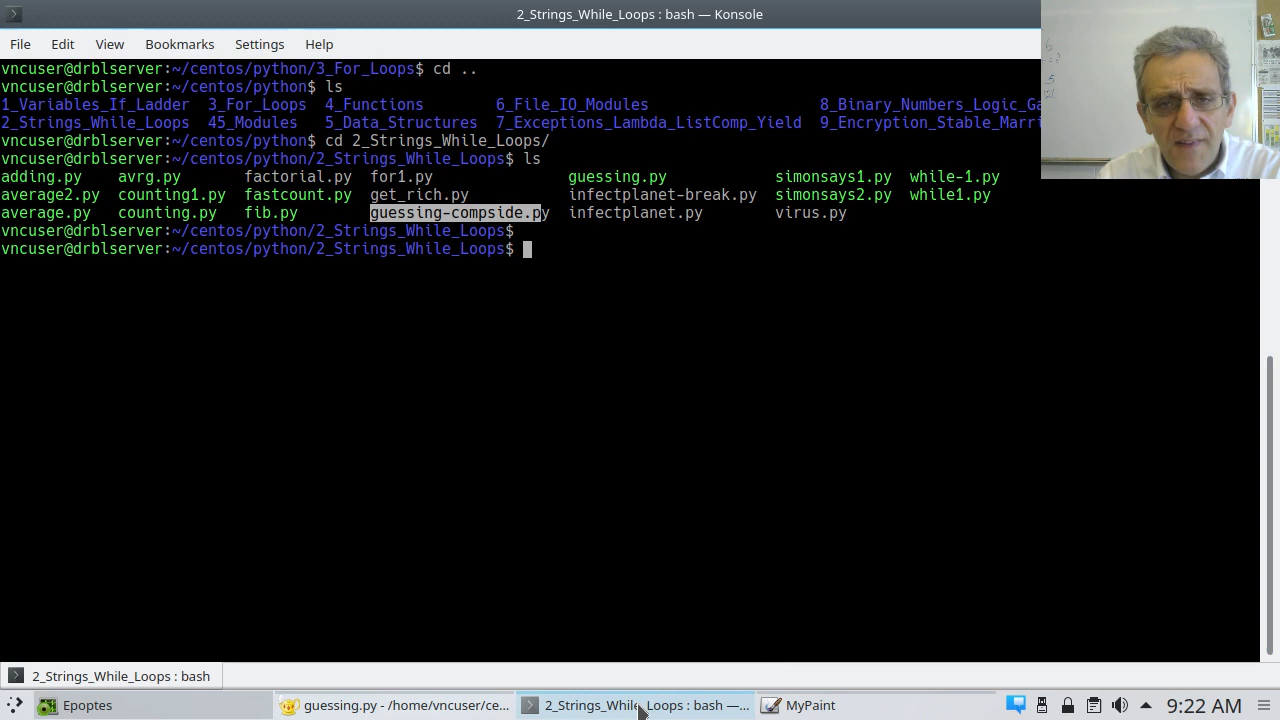 2_Strings_While_Loops : bash — Konsole
File Edit View Bookmarks Settings Help
vncuser@drblserver:~/centos/python/3_For_Loops$ cd ..
vncuser@drblserver:~/centos/python$ ls
1_Variables_If_Ladder 3_For_Loops 4_Functions 6_File_IO_Modules 8_Binary_Numbers_Logic_Ga
2_Strings_While_Loops 45_Modules 5_Data_Structures 7_Exceptions_Lambda_ListComp_Yield 9_Encryption_Stable_Marri
vncuser@drblserver:~/centos/python$ cd 2_Strings_While_Loops/
vncuser@drblserver:~/centos/python/2_Strings_While_Loops$ ls
adding.py avrg.py factorial.py for1.py guessing.py simonsays1.py while-1.py
average2.py counting1.py fastcount.py get_rich.py infectplanet-break.py simonsays2.py while1.py
average.py counting.py fib.py guessing-compside.py infectplanet.py virus.py
vncuser@drblserver:~/centos/python/2_Strings_While_Loops$
vncuser@drblserver:~/centos/python/2_Strings_While_Loops$
2_Strings_While_Loops : bash
Epoptes guessing.py - /home/vncuser/ce... 2_Strings_While_Loops : bash —... MyPaint 9:22 AM